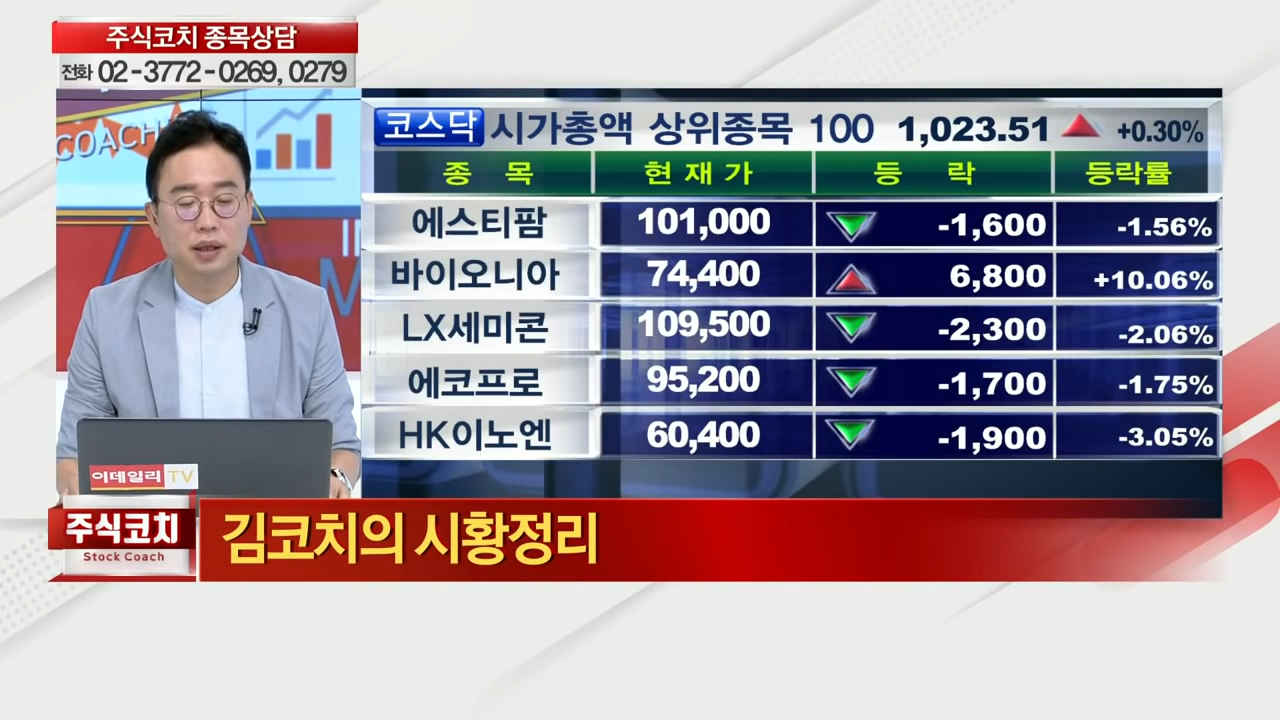 주식코치 종목상담
전화 02-3772-0269, 0279
COACH
코스닥 시가총액 상위종목 100 1,023.51 +0.30%
종 목 현 재 가 등 락 등락률
에스티팜 101,000 -1,600 -1.56%
바이오니아 74,400 6,800 +10.06%
LX세미콘 109,500 -2,300 -2.06%
에코프로 95,200 -1,700 -1.75%
HK이노엔 60,400 -1,900 -3.05%
이데일리 TV
주식코치
Stock Coach
김코치의 시황정리